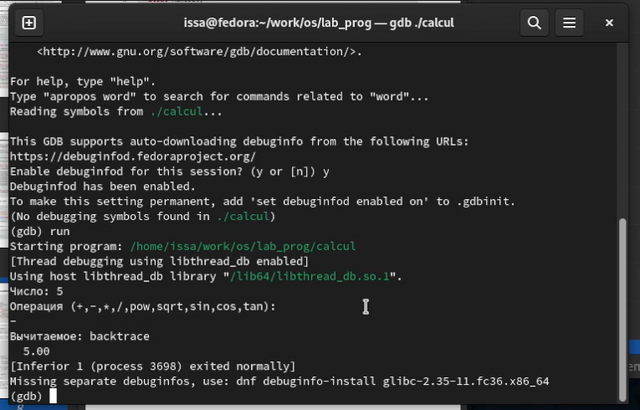 issa@fedora:~/work/os/lab_prog — gdb ./calcul
<http://www.gnu.org/software/gdb/documentation/>.
For help, type "help".
Type "apropos word" to search for commands related to "word"...
Reading symbols from ./calcul...
This GDB supports auto-downloading debuginfo from the following URLs:
https://debuginfod.fedoraproject.org/
Enable debuginfod for this session? (y or [n]) y
Debuginfod has been enabled.
To make this setting permanent, add 'set debuginfod enabled on' to .gdbinit.
(No debugging symbols found in ./calcul)
(gdb) run
Starting program: /home/issa/work/os/lab_prog/calcul
[Thread debugging using libthread_db enabled]
Using host libthread_db library "/lib64/libthread_db.so.1".
Число: 5
Операция (+,-,*,/,pow,sqrt,sin,cos,tan):
-
Вычитаемое: backtrace
5.00
[Inferior 1 (process 3698) exited normally]
Missing separate debuginfos, use: dnf debuginfo-install glibc-2.35-11.fc36.x86_64
(gdb)